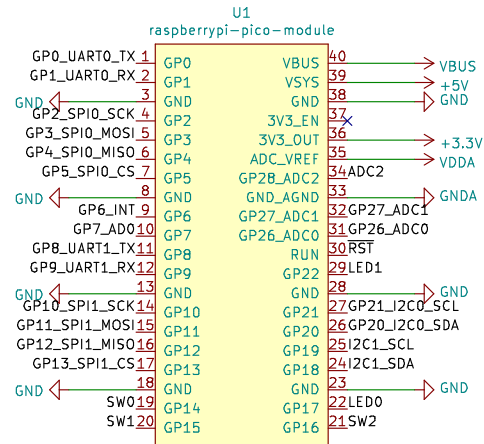 U1
raspberrypi-pico-module
GP0_UART0_TX 1 GP0 VBUS 40 VBUS
GP1_UART0_RX 2 GP1 VSYS 39 +5V
GND 3 GND GND 38 GND
GP2_SPI0_SCK 4 GP2 3V3_EN 37
GP3_SPI0_MOSI 5 GP3 3V3_OUT 36 +3.3V
GP4_SPI0_MISO 6 GP4 ADC_VREF 35 VDDA
GP5_SPI0_CS 7 GP5 GP28_ADC2 34 ADC2
GND 8 GND GND_AGND 33 GNDA
GP6_INT 9 GP6 GP27_ADC1 32 GP27_ADC1
GP7_AD0 10 GP7 GP26_ADC0 31 GP26_ADC0
GP8_UART1_TX 11 GP8 RUN 30 RST
GP9_UART1_RX 12 GP9 GP22 29 LED1
GND 13 GND GND 28 GND
GP10_SPI1_SCK 14 GP10 GP21 27 GP21_I2C0_SCL
GP11_SPI1_MOSI 15 GP11 GP20 26 GP20_I2C0_SDA
GP12_SPI1_MISO 16 GP12 GP19 25 I2C1_SCL
GP13_SPI1_CS 17 GP13 GP18 24 I2C1_SDA
GND 18 GND GND 23 GND
SW0 19 GP14 GP17 22 LED0
SW1 20 GP15 GP16 21 SW2